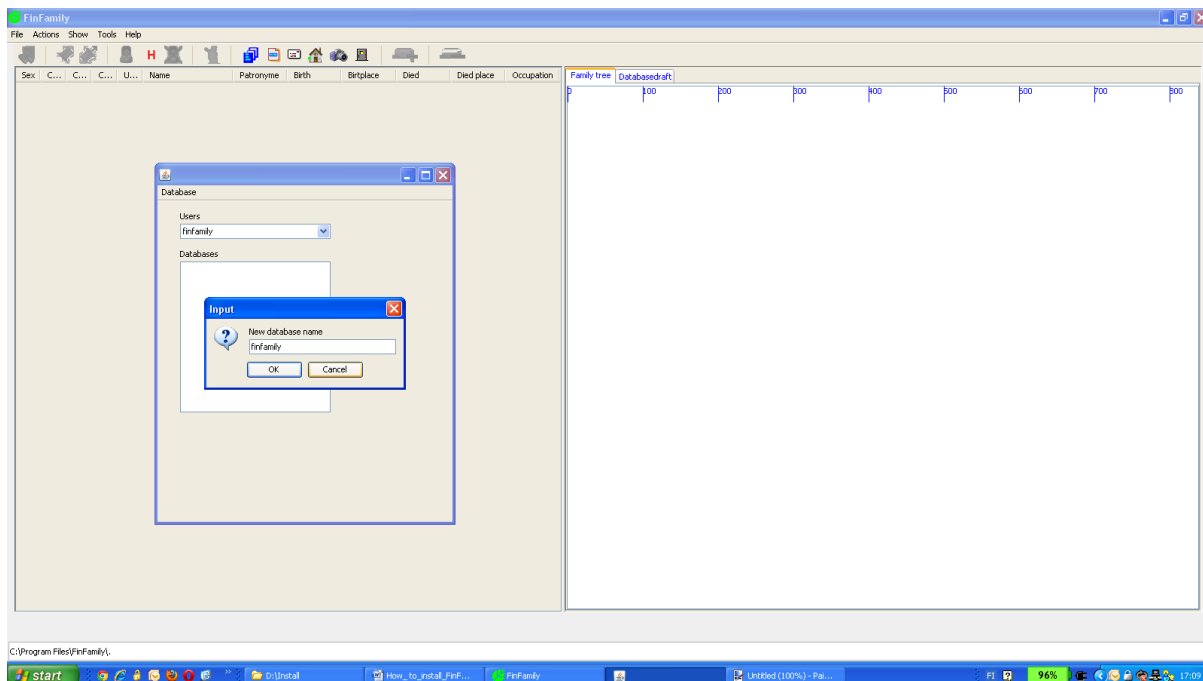 FinFamily
File Actions Show Tools Help
H
Sex C... C... C... U... Name Patronyme Birth Birtplace Died Died place Occupation
Family tree Databasedraft
0 100 200 300 400 500 600 700 800
Database
Users
finfamily
Databases
Input
New database name
finfamily
OK Cancel
C:\Program Files\FinFamily\.
start D:\Install How_ to_install_FinF... FinFamily Untitled (100%) - Pai... FI 96% 17:09